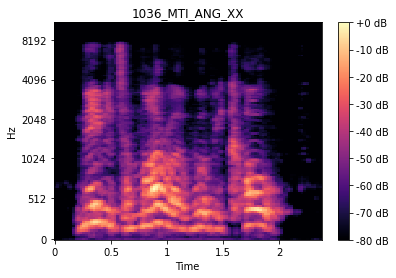 1036_MTI_ANG_XX
+0 dB
8192
-10 dB
4096
-20 dB
-30 dB
2048
Hz
-40 dB
1024
-50 dB
512
-60 dB
-70 dB
0
-80 dB
0 0.5 1 1.5 2
Time